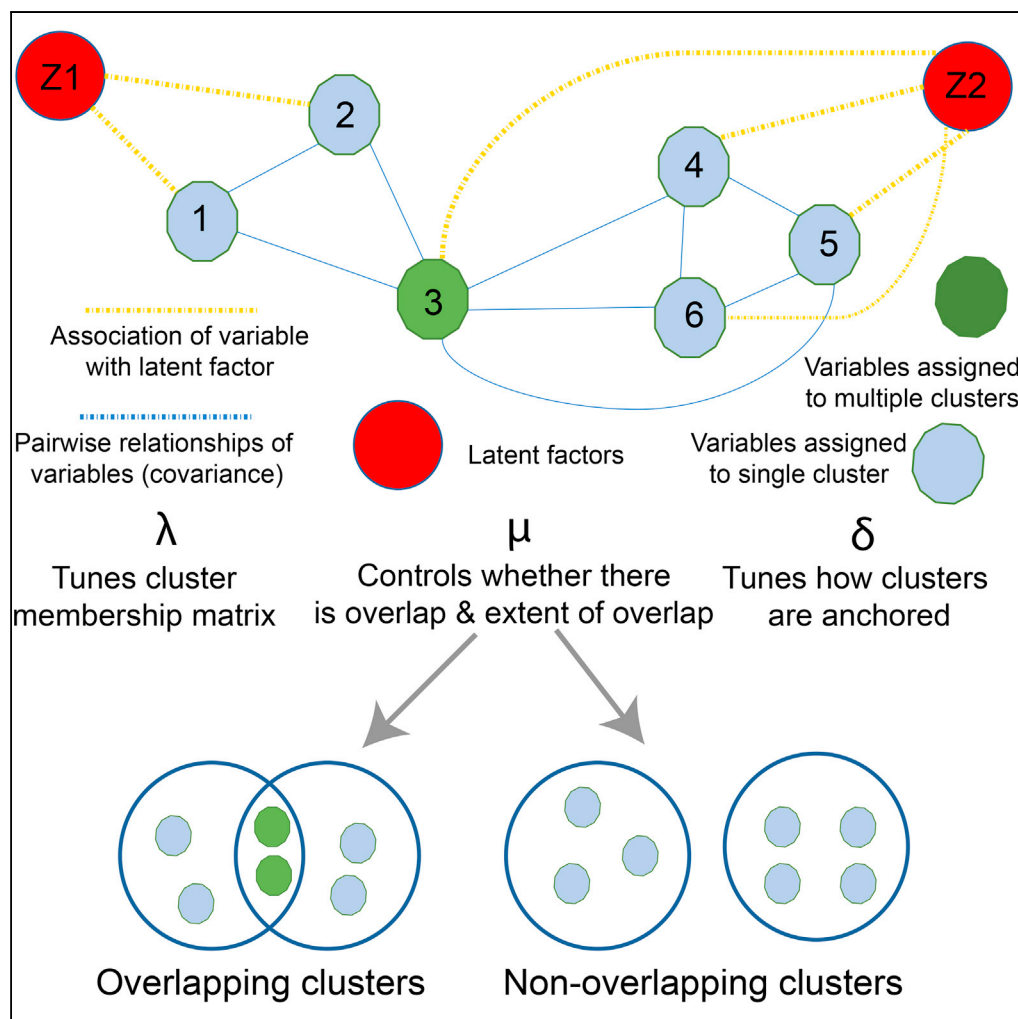 Z1
Z2
2
4
1
5
3
6
Association of variable
with latent factor
Variables assigned
to multiple clusters
Pairwise relationships of
variables (covariance)
Latent factors
Variables assigned
to single cluster
λ
Tunes cluster
membership matrix
μ
Controls whether there
is overlap & extent of overlap
δ
Tunes how clusters
are anchored
Overlapping clusters
Non-overlapping clusters